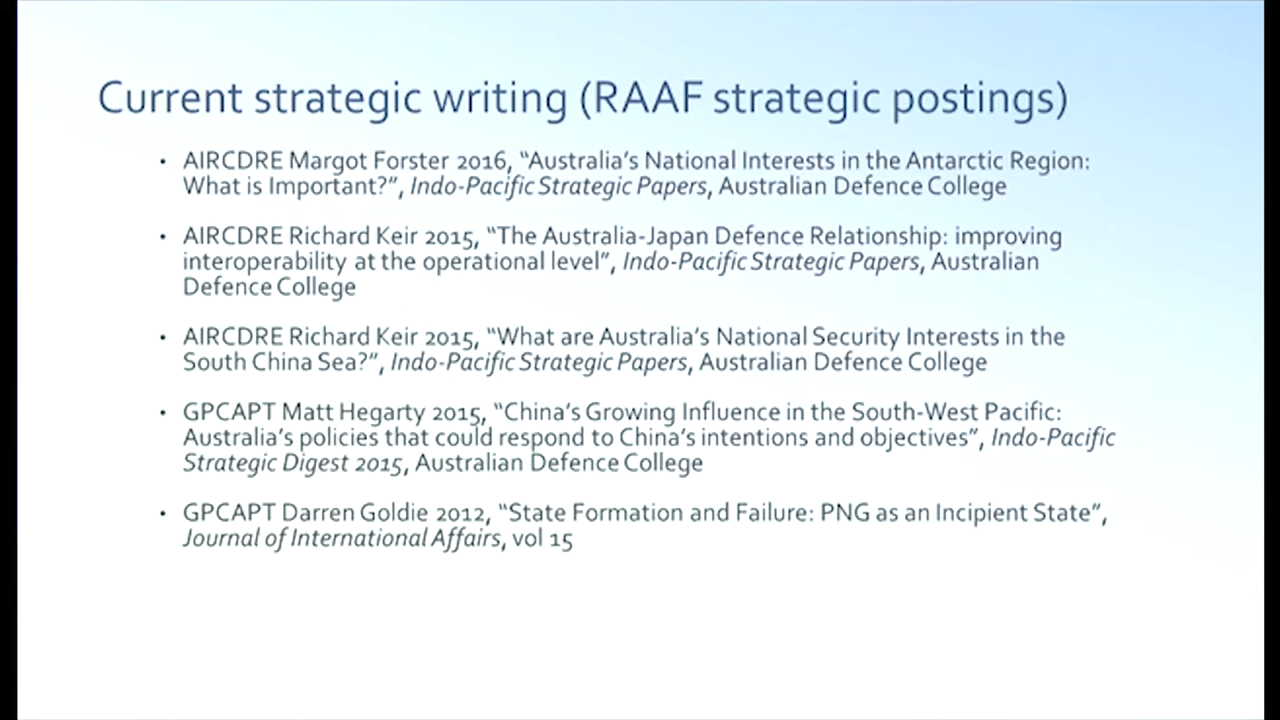 Current strategic writing (RAAF strategic postings)
• AIRCDRE Margot Forster 2016, “Australia’s National Interests in the Antarctic Region:
What is Important?”, Indo-Pacific Strategic Papers, Australian Defence College
• AIRCDRE Richard Keir 2015, “The Australia-Japan Defence Relationship: improving
interoperability at the operational level”, Indo-Pacific Strategic Papers, Australian
Defence College
• AIRCDRE Richard Keir 2015, “What are Australia’s National Security Interests in the
South China Sea?”, Indo-Pacific Strategic Papers, Australian Defence College
• GPCAPT Matt Hegarty 2015, “China’s Growing Influence in the South-West Pacific:
Australia’s policies that could respond to China’s intentions and objectives”, Indo-Pacific
Strategic Digest 2015, Australian Defence College
• GPCAPT Darren Goldie 2012, “State Formation and Failure: PNG as an Incipient State”,
Journal of International Affairs, vol 15